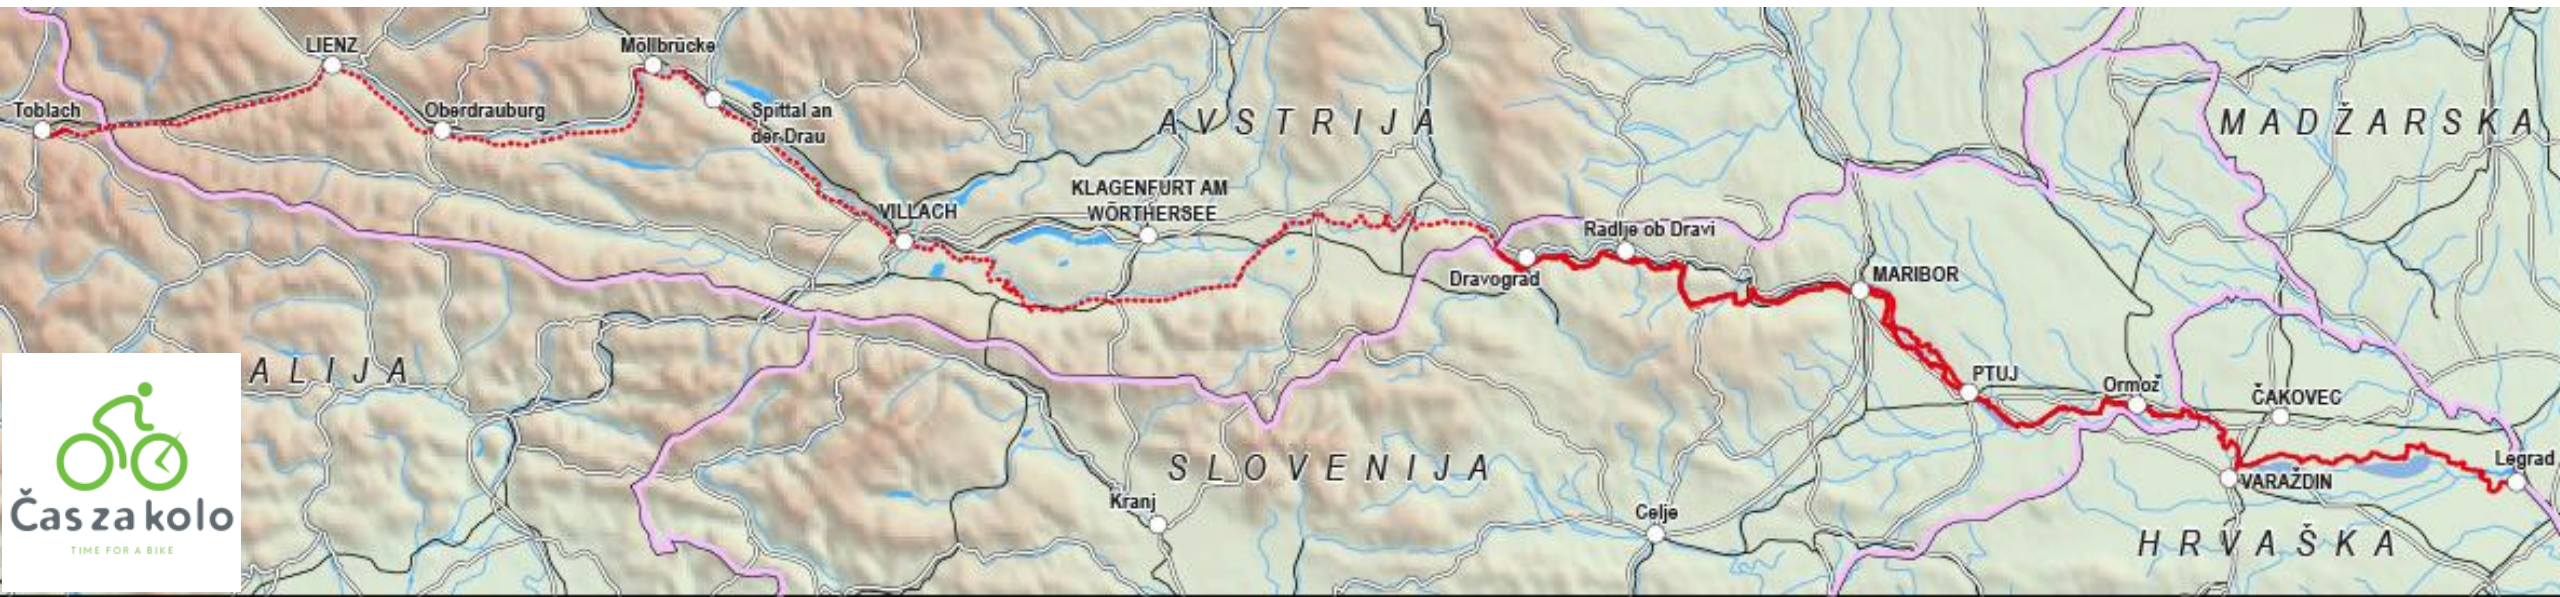 LIENZ
Möllbrücke
Toblach
Oberdrauburg
Spittal an
der Drau
AVSTRIJA
MADŽARSKA
VILLACH
KLAGENFURT AM
WÖRTHERSEE
Radlje ob Dravi
Dravograd
MARIBOR
ALIJA
PTUJ
Ormož
ČAKOVEC
SLOVENIJA
Legrad
VARAŽDIN
Kranj
Celje
HRVAŠKA
Čas za kolo
TIME FOR A BIKE